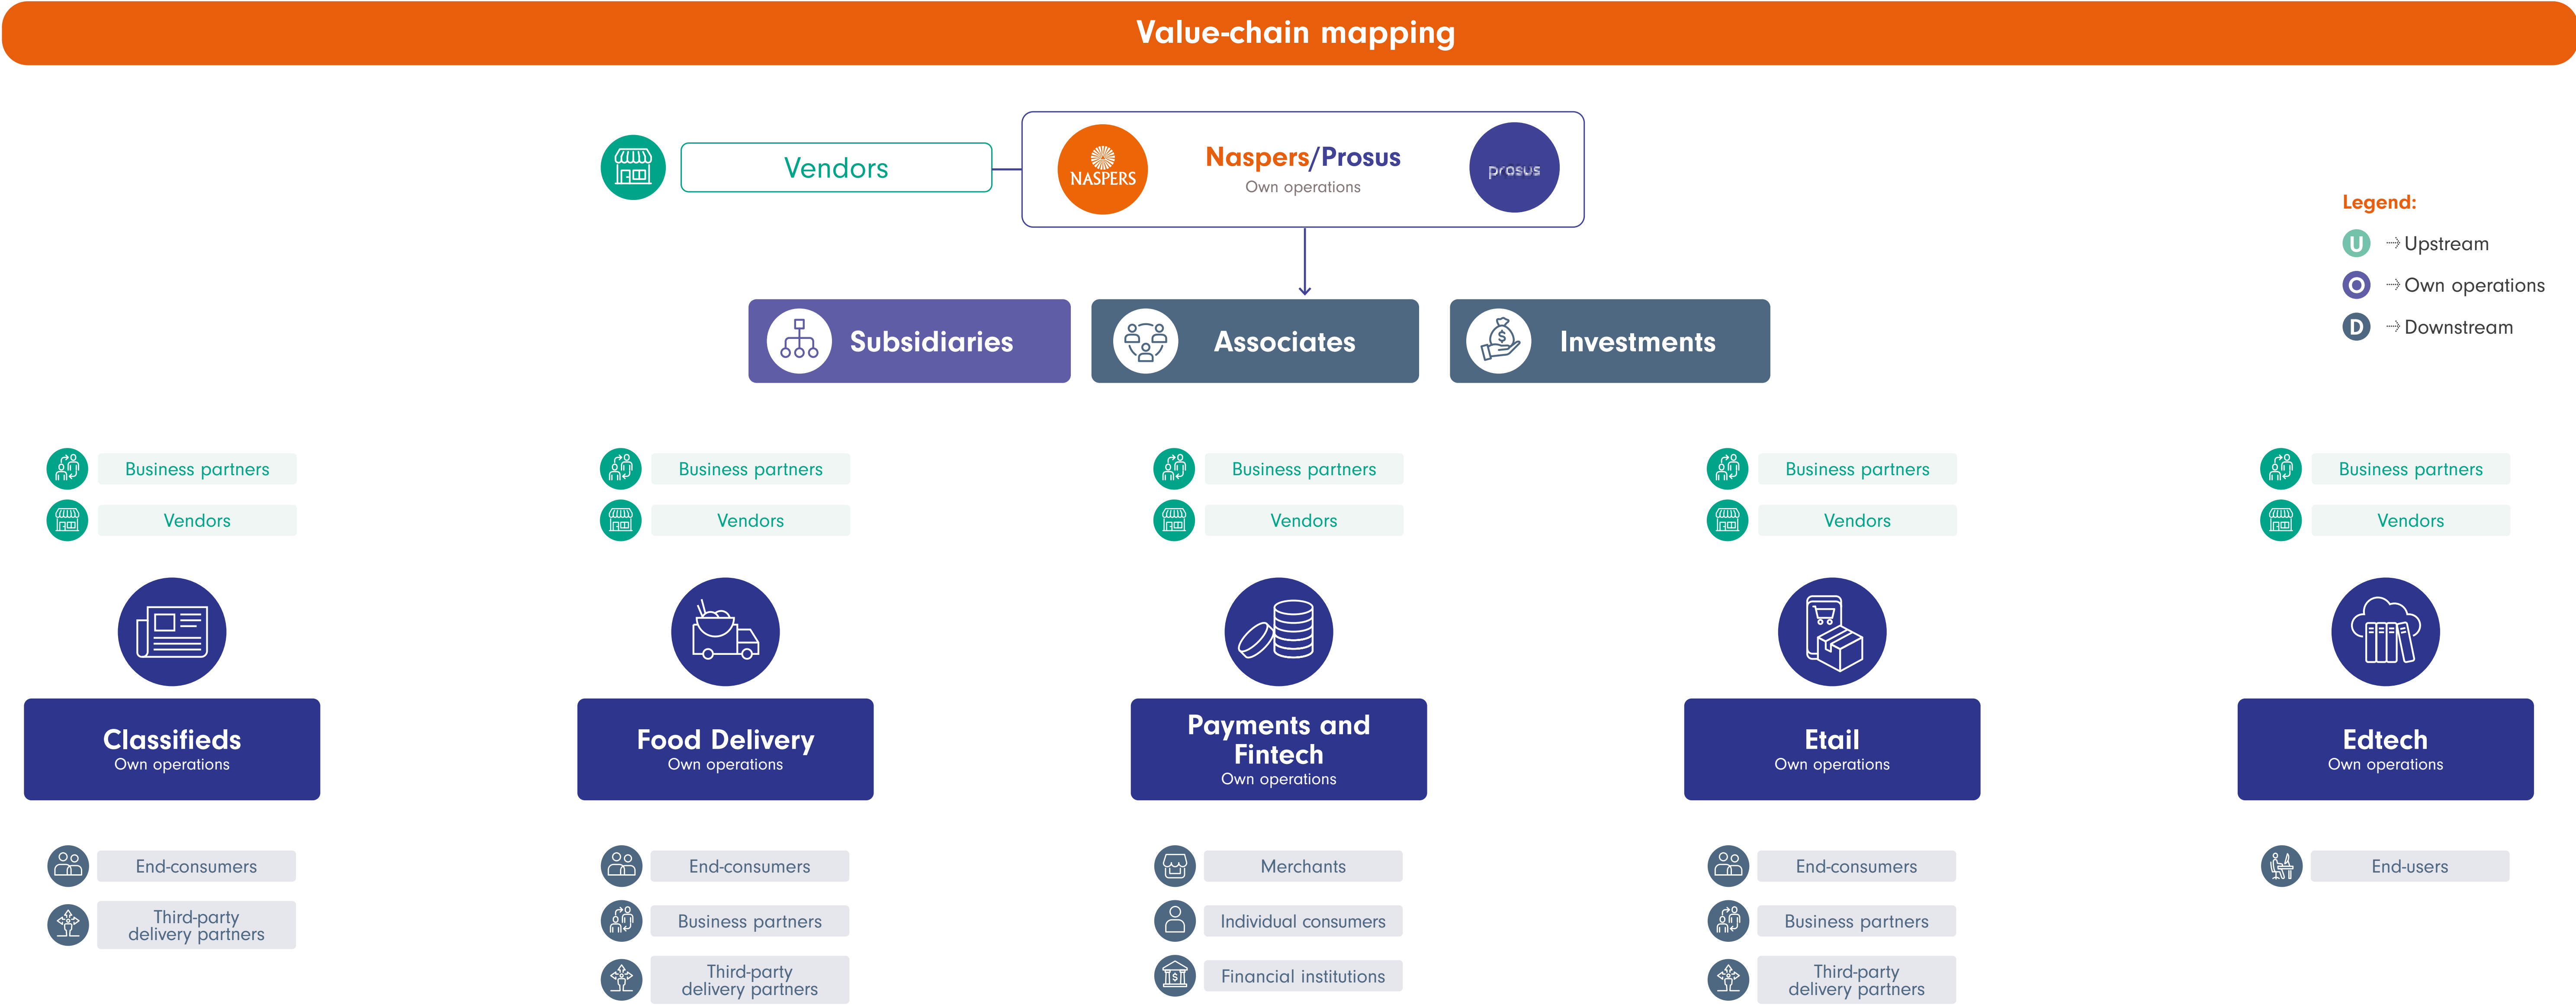 Value-chain mapping
Vendors
NASPERS
Naspers/Prosus
Own operations
prosus
Legend:
U Upstream
O Own operations
D Downstream
Subsidiaries
Associates
Investments
Business partners
Vendors
Business partners
Vendors
Business partners
Vendors
Business partners
Vendors
Business partners
Vendors
Classifieds
Own operations
Food Delivery
Own operations
Payments and
Fintech
Own operations
Etail
Own operations
Edtech
Own operations
End-consumers
Third-party
delivery partners
End-consumers
Business partners
Third-party
delivery partners
Merchants
Individual consumers
Financial institutions
End-consumers
Business partners
Third-party
delivery partners
End-users